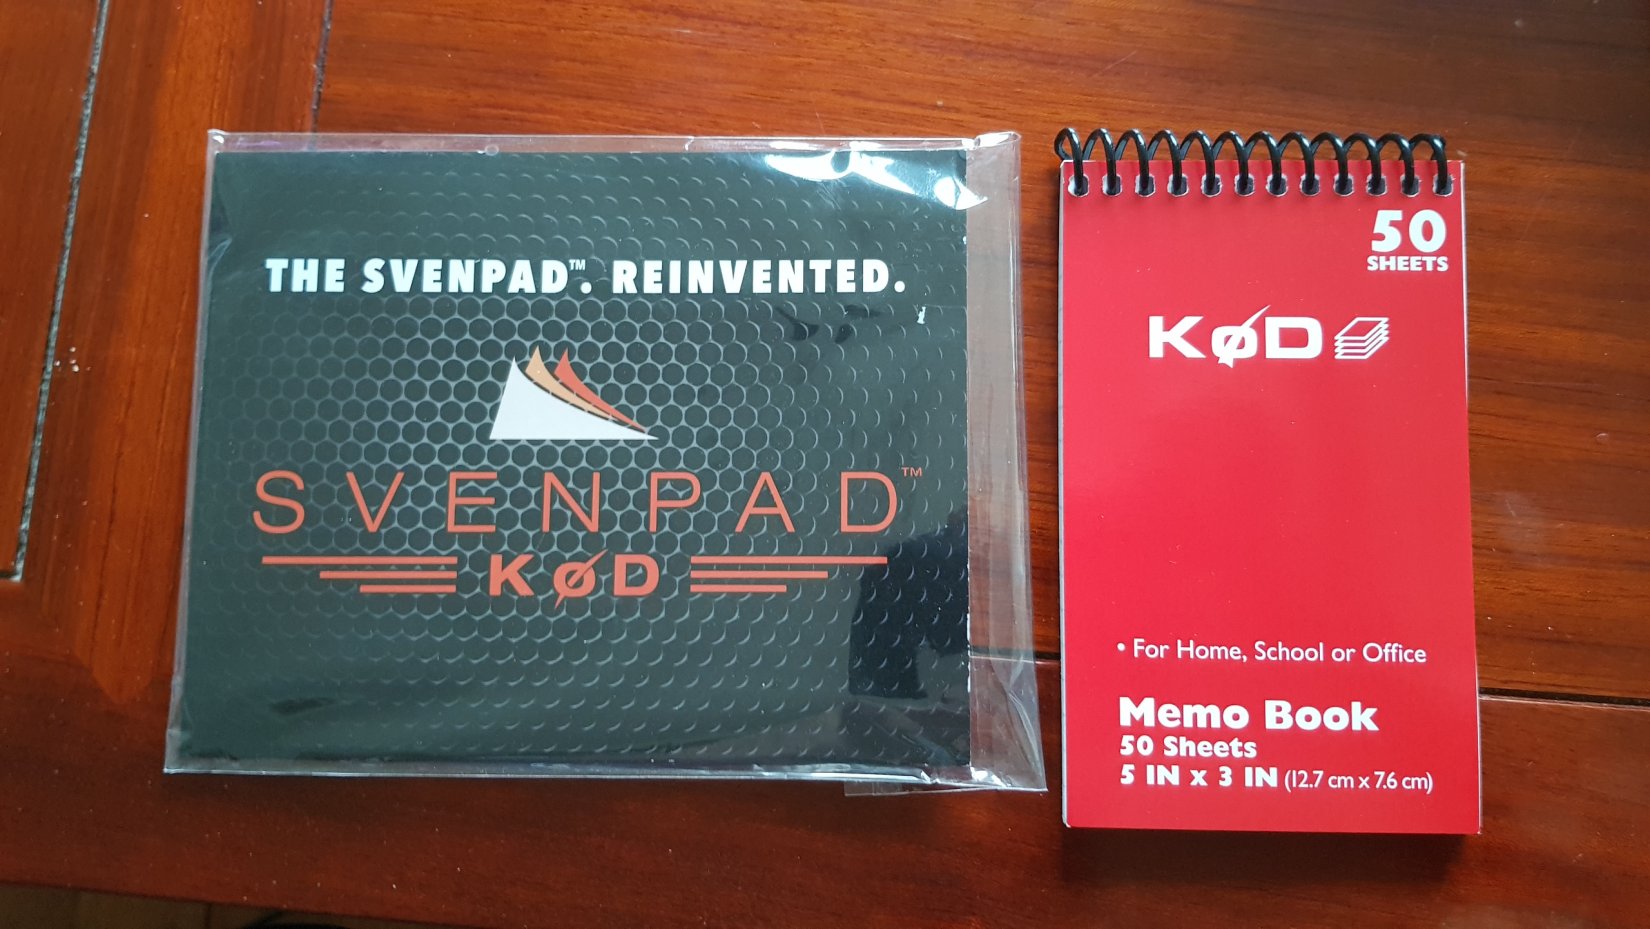 THE SVENPAD™. REINVENTED.
SVENPAD™
KØD
50
SHEETS
KØD
• For Home, School or Office
Memo Book
50 Sheets
5 IN x 3 IN (12.7 cm x 7.6 cm)